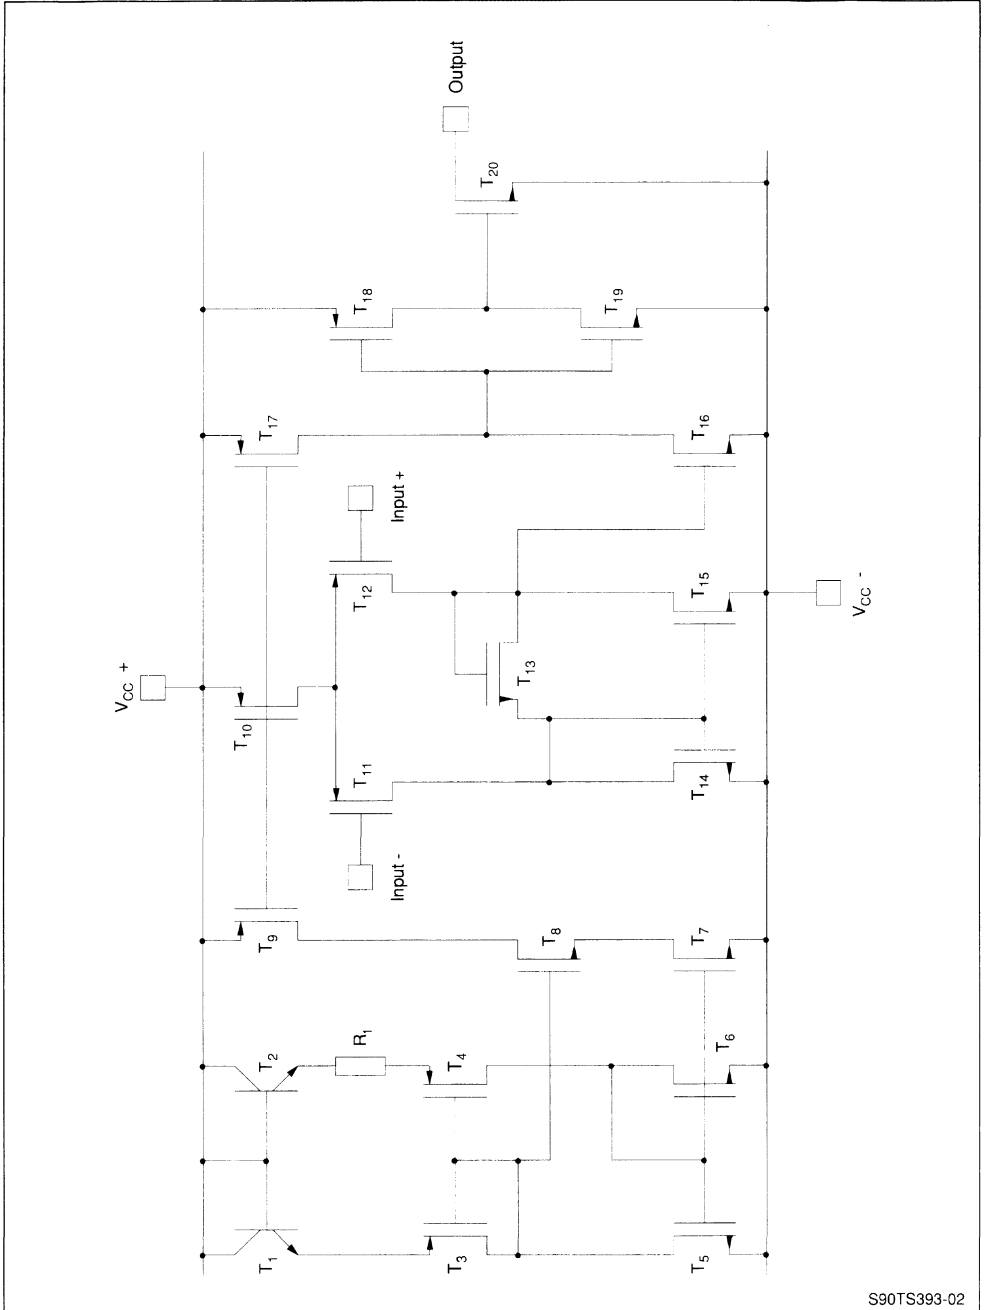 Output
T20
T18
T19
T17
T16
Input +
T12
T15
VCC -
T13
VCC +
T10
T11
T14
Input -
T9
T8
T7
R1
T2
T4
T6
T1
T3
T5
S90TS393-02